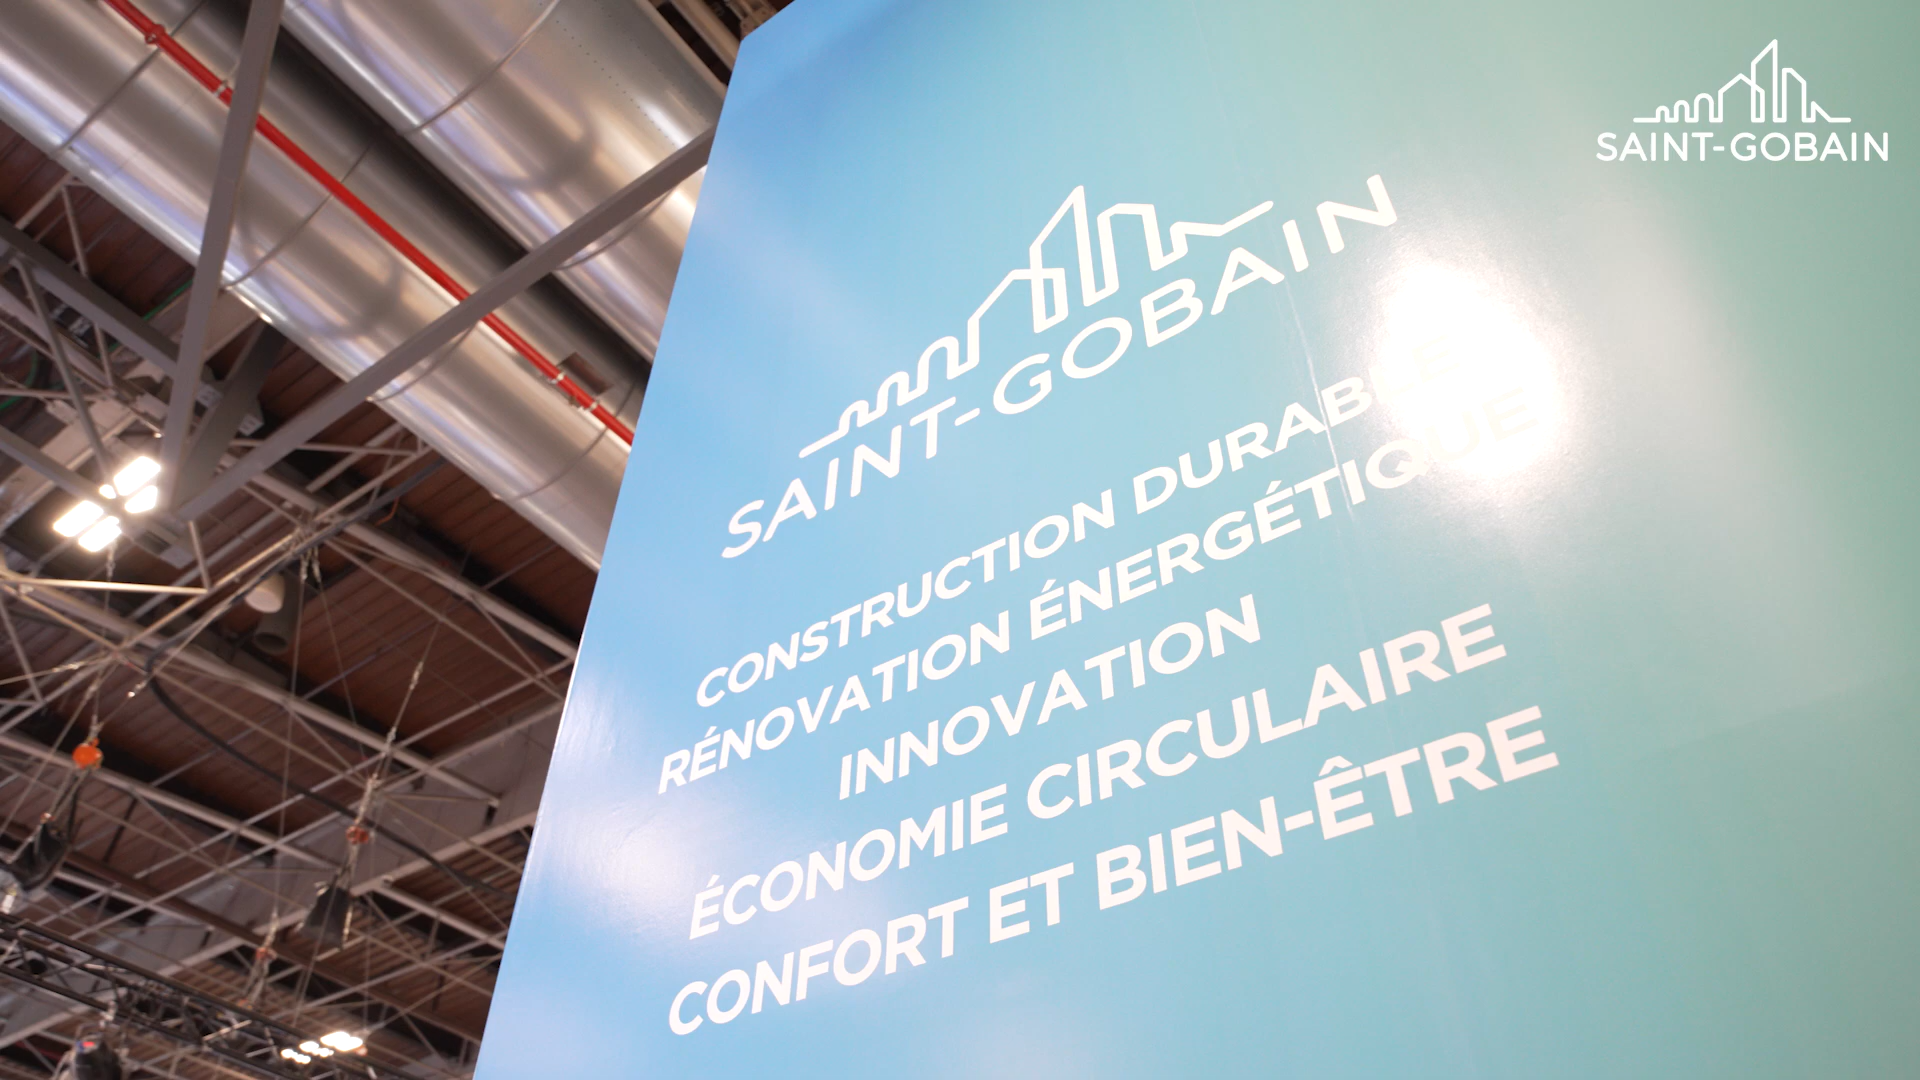 SAINT-GOBAIN
SAINT-GOBAIN
CONSTRUCTION DURABLE
RÉNOVATION ÉNERGÉTIQUE
INNOVATION
ÉCONOMIE CIRCULAIRE
CONFORT ET BIEN-ÊTRE